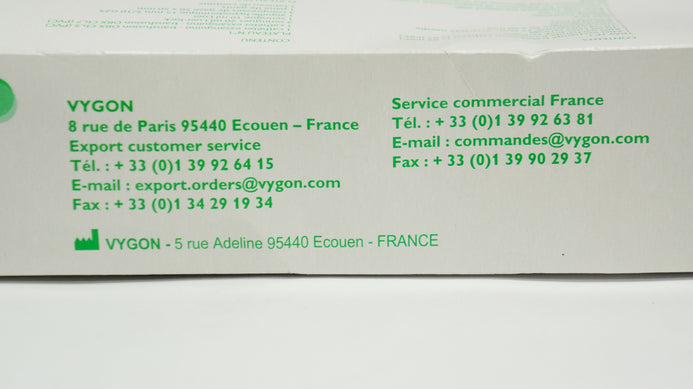 VYGON
8 rue de Paris 95440 Ecouen – France
Export customer service
Tél. : + 33 (0)1 39 92 64 15
E-mail : export.orders@vygon.com
Fax : + 33 (0)1 34 29 19 34
Service commercial France
Tél. : + 33 (0)1 39 92 63 81
E-mail : commandes@vygon.com
Fax : + 33 (0)1 39 90 29 37
VYGON - 5 rue Adeline 95440 Ecouen - FRANCE
CONTENU